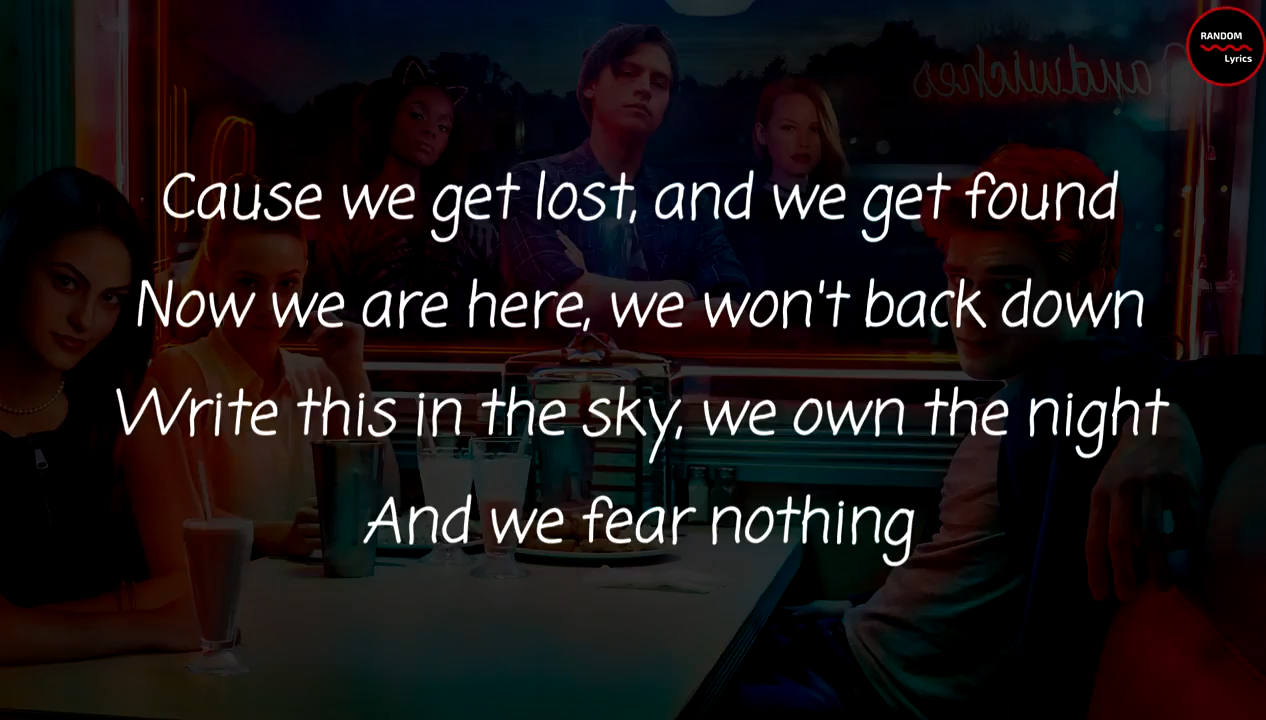 RANDOM
Lyrics
Sandwiches
Cause we get lost, and we get found
Now we are here, we won't back down
Write this in the sky, we own the night
And we fear nothing